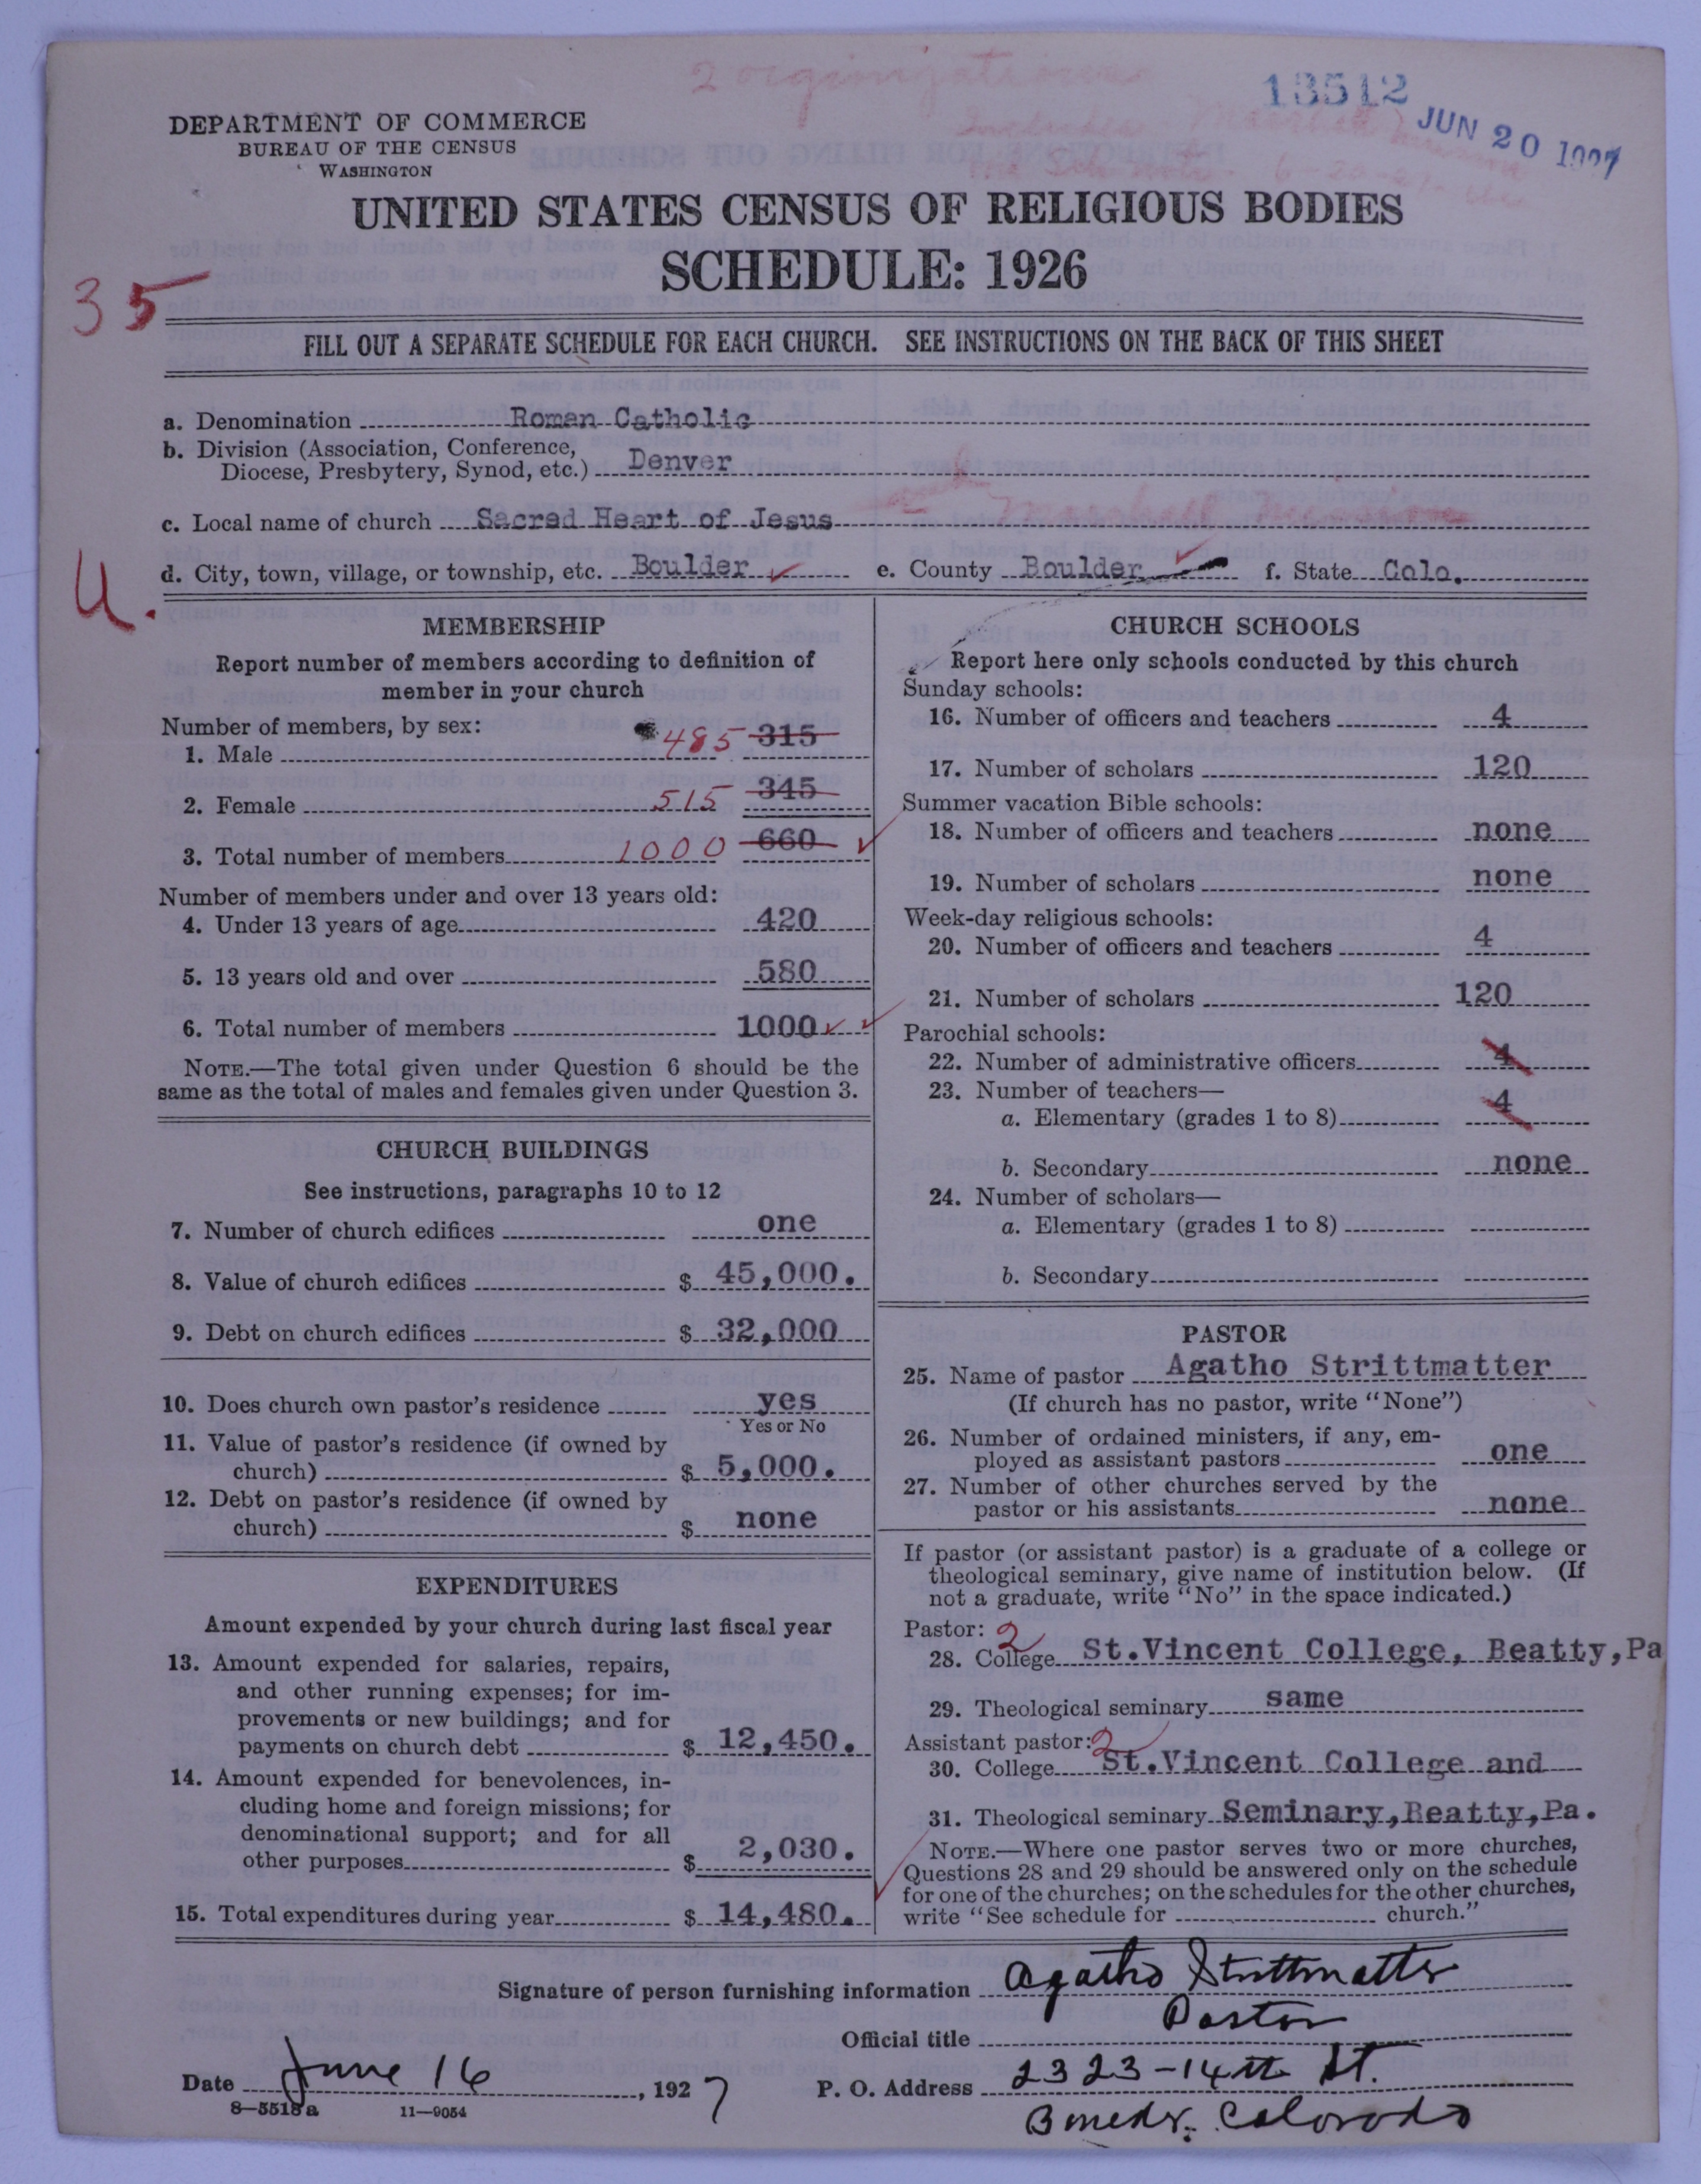 2 organizations
13512
JUN 20 1927
DEPARTMENT OF COMMERCE
BUREAU OF THE CENSUS
WASHINGTON
Includes Marshall Mission
6-20-27
UNITED STATES CENSUS OF RELIGIOUS BODIES
SCHEDULE: 1926
35
FILL OUT A SEPARATE SCHEDULE FOR EACH CHURCH. SEE INSTRUCTIONS ON THE BACK OF THIS SHEET
a. Denomination Roman Catholic
b. Division (Association, Conference,
Diocese, Presbytery, Synod, etc.) Denver
c. Local name of church Sacred Heart of Jesus Marshall Mission
U.
d. City, town, village, or township, etc. Boulder ✓ e. County Boulder ✓ f. State Colo.
MEMBERSHIP
Report number of members according to definition of
member in your church
Number of members, by sex:
1. Male 485 315
2. Female 515 345
3. Total number of members 1000 660 ✓
Number of members under and over 13 years old:
4. Under 13 years of age 420
5. 13 years old and over 580
6. Total number of members 1000 ✓ ✓
NOTE.—The total given under Question 6 should be the
same as the total of males and females given under Question 3.
CHURCH BUILDINGS
See instructions, paragraphs 10 to 12
7. Number of church edifices one
8. Value of church edifices $ 45,000.
9. Debt on church edifices $ 32,000
10. Does church own pastor's residence yes
Yes or No
11. Value of pastor's residence (if owned by
church) $ 5,000.
12. Debt on pastor's residence (if owned by
church) $ none
EXPENDITURES
Amount expended by your church during last fiscal year
13. Amount expended for salaries, repairs,
and other running expenses; for im-
provements or new buildings; and for
payments on church debt $ 12,450.
14. Amount expended for benevolences, in-
cluding home and foreign missions; for
denominational support; and for all
other purposes $ 2,030.
15. Total expenditures during year $ 14,480.
CHURCH SCHOOLS
Report here only schools conducted by this church
Sunday schools:
16. Number of officers and teachers 4
17. Number of scholars 120
Summer vacation Bible schools:
18. Number of officers and teachers none
19. Number of scholars none
Week-day religious schools:
20. Number of officers and teachers 4
21. Number of scholars 120
Parochial schools:
22. Number of administrative officers 4
23. Number of teachers—
a. Elementary (grades 1 to 8) 4
b. Secondary none
24. Number of scholars—
a. Elementary (grades 1 to 8)
b. Secondary
PASTOR
25. Name of pastor Agatho Strittmatter
(If church has no pastor, write "None")
26. Number of ordained ministers, if any, em-
ployed as assistant pastors one
27. Number of other churches served by the
pastor or his assistants none
If pastor (or assistant pastor) is a graduate of a college or
theological seminary, give name of institution below. (If
not a graduate, write "No" in the space indicated.)
Pastor: 2
28. College St.Vincent College, Beatty,Pa
29. Theological seminary same
Assistant pastor: 2
30. College St.Vincent College and
31. Theological seminary Seminary,Beatty,Pa.
NOTE.—Where one pastor serves two or more churches,
Questions 28 and 29 should be answered only on the schedule
for one of the churches; on the schedules for the other churches,
write "See schedule for church."
Signature of person furnishing information Agatho Strittmatter
Official title Pastor
Date June 16, 1927 P. O. Address 2323-14th St.
8-5518a 11-9054
Boulder, Colorado